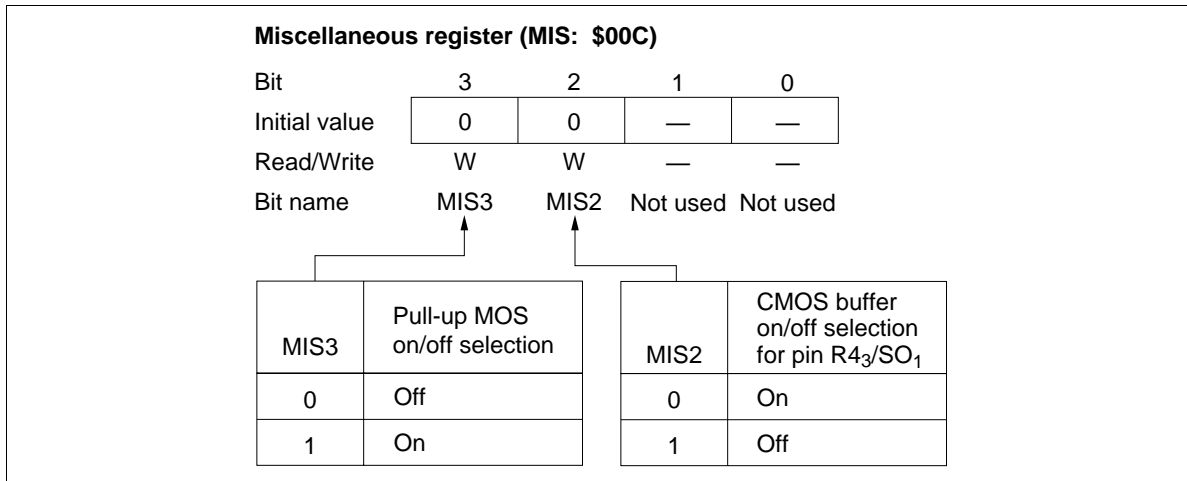 Miscellaneous register (MIS: $00C)
Bit 3 2 1 0
Initial value 0 0 — —
Read/Write W W — —
Bit name MIS3 MIS2 Not used Not used
MIS3 Pull-up MOS
on/off selection
0 Off
1 On
MIS2 CMOS buffer
on/off selection
for pin R4₃/SO₁
0 On
1 Off